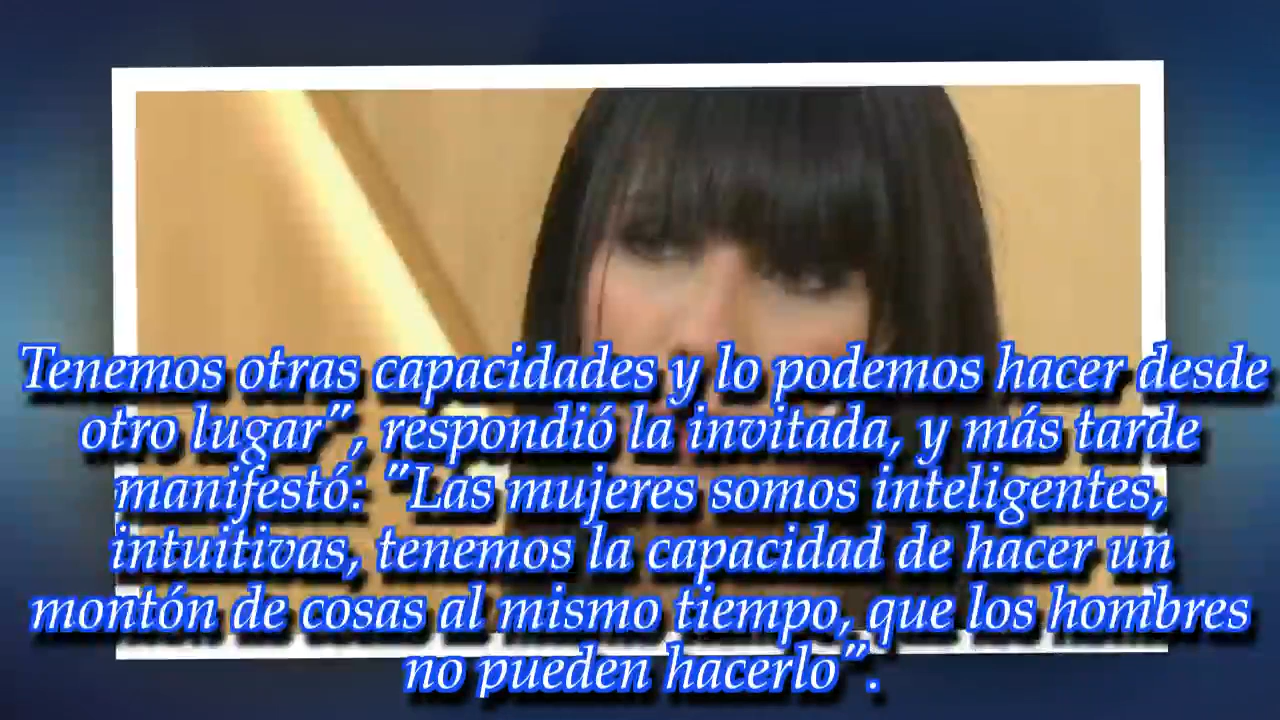 Tenemos otras capacidades y lo podemos hacer desde
otro lugar”, respondió la invitada, y más tarde
manifestó: ”Las mujeres somos inteligentes,
intuitivas, tenemos la capacidad de hacer un
montón de cosas al mismo tiempo, que los hombres
no pueden hacerlo”.